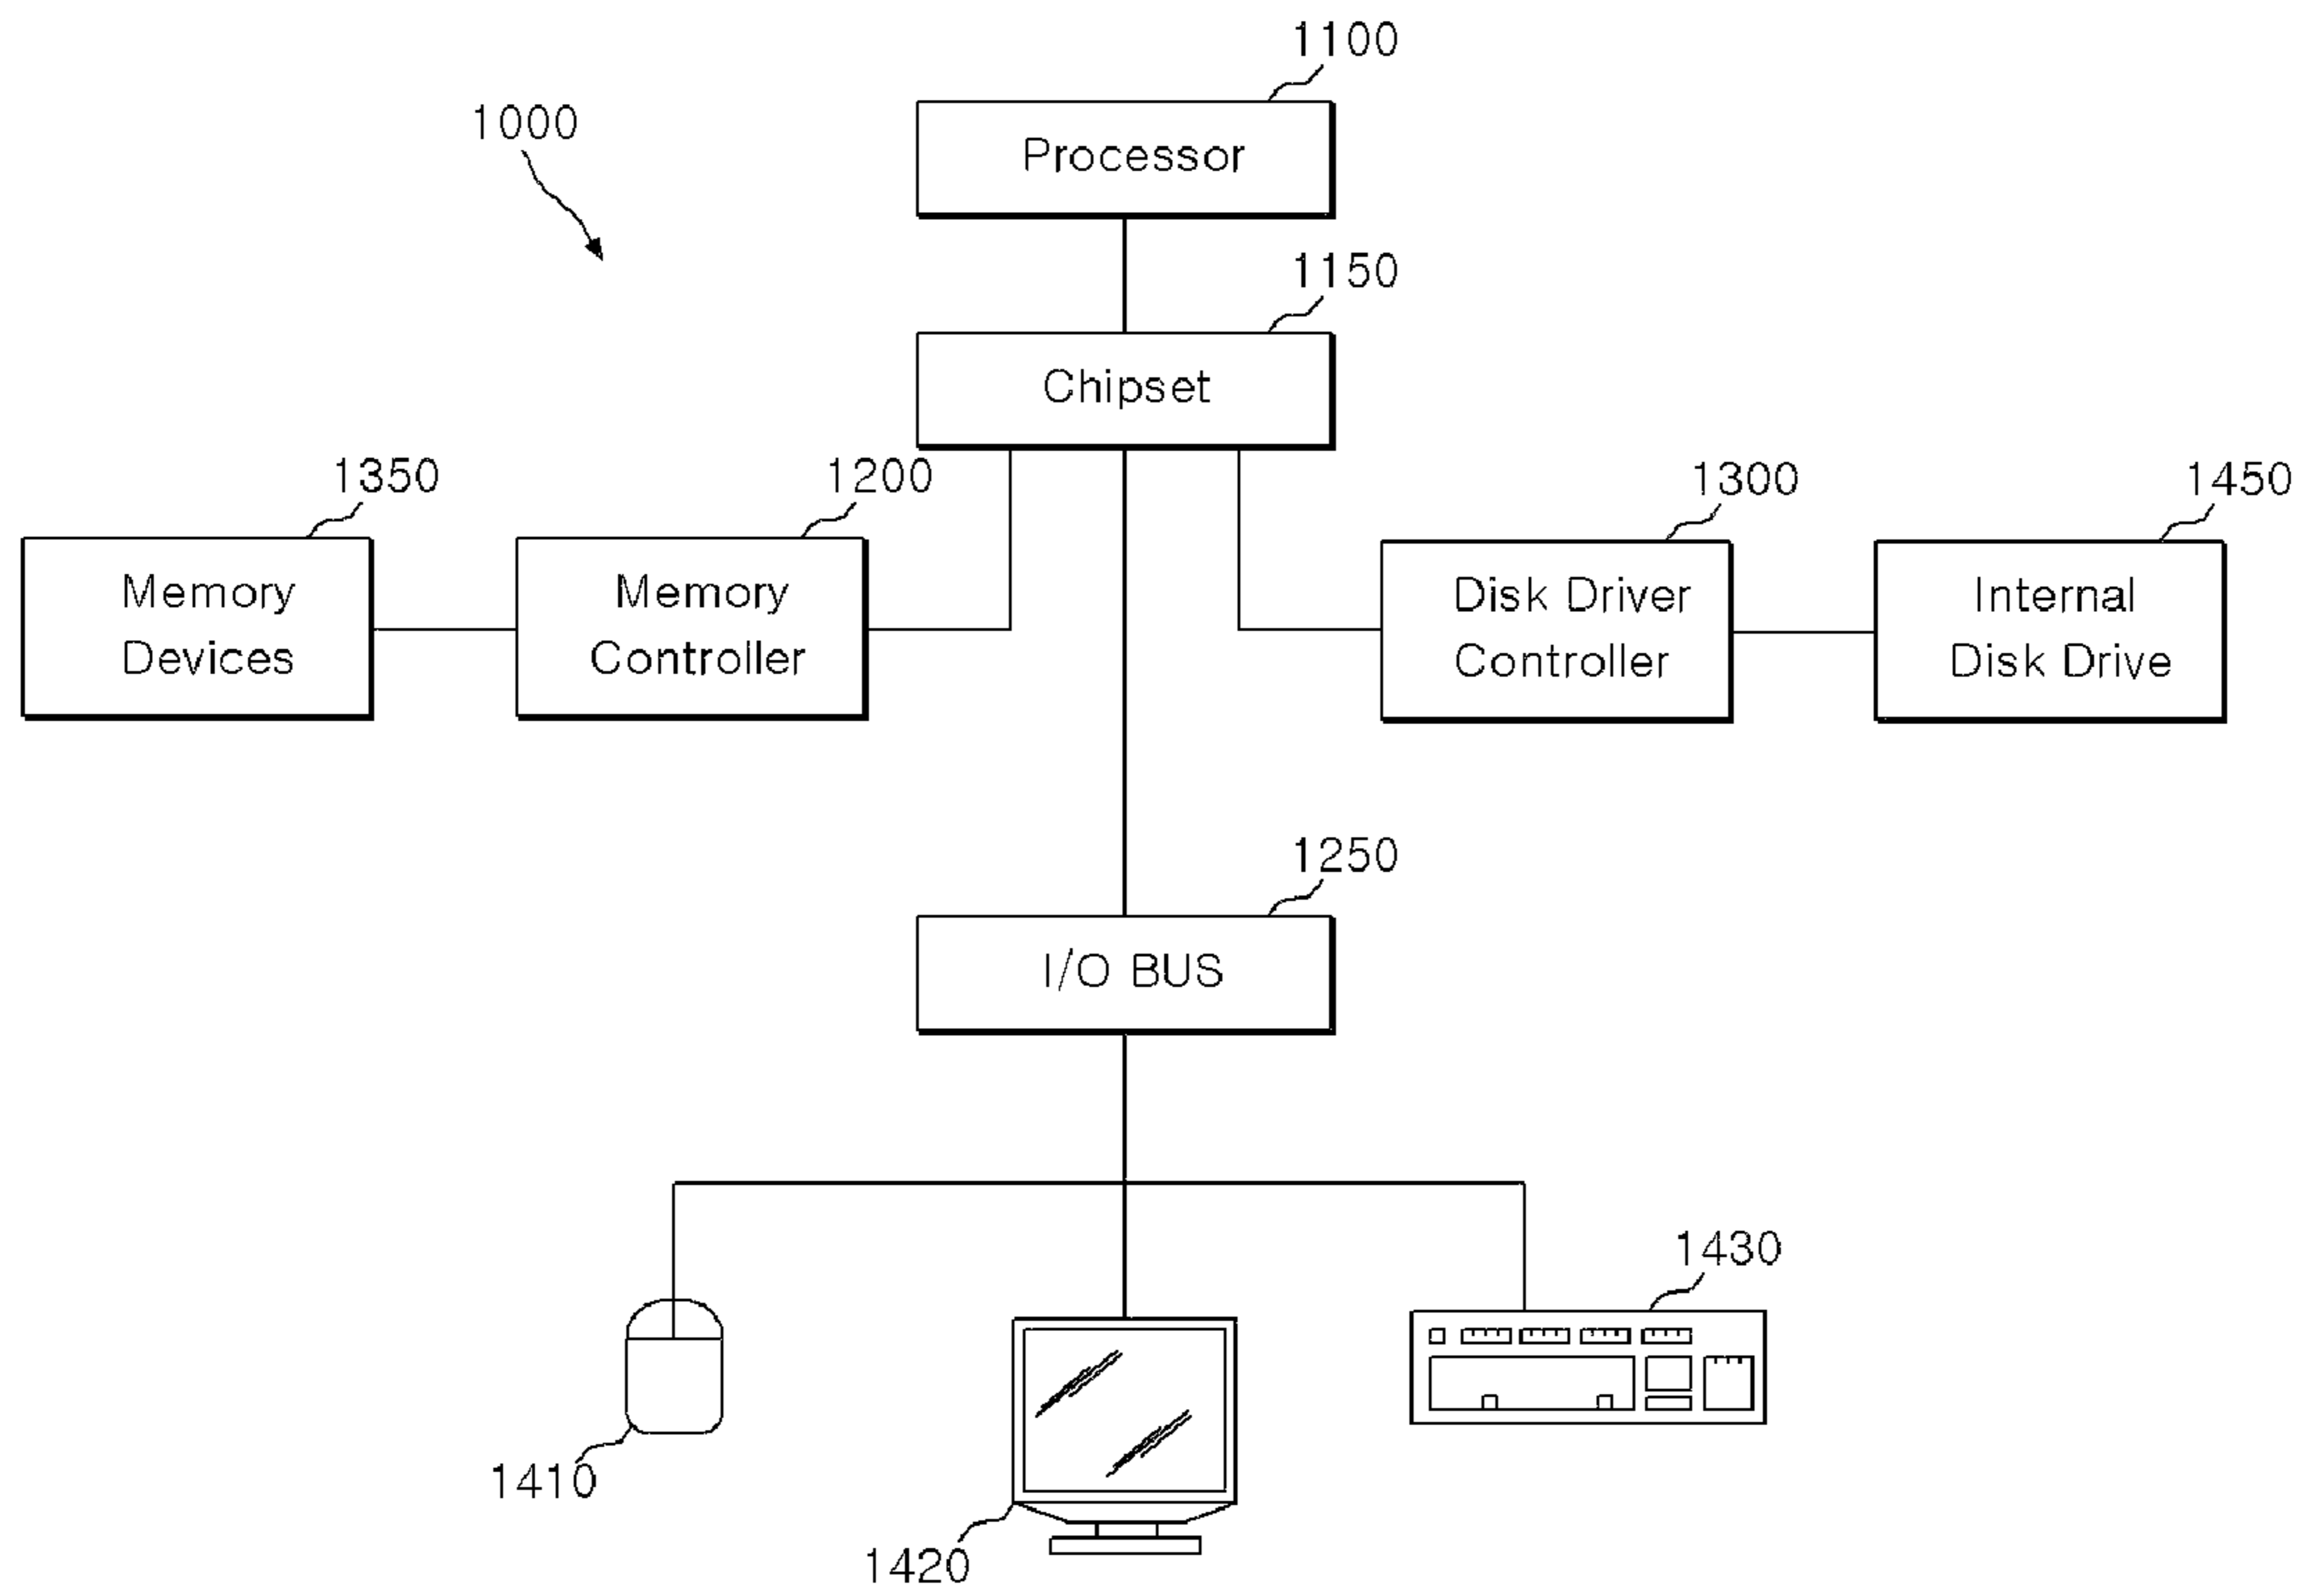 1100
1000
Processor
1150
Chipset
1350
1200
1300
1450
Memory
Devices
Memory
Controller
Disk Driver
Controller
Internal
Disk Drive
1250
I/O BUS
1430
1410
1420